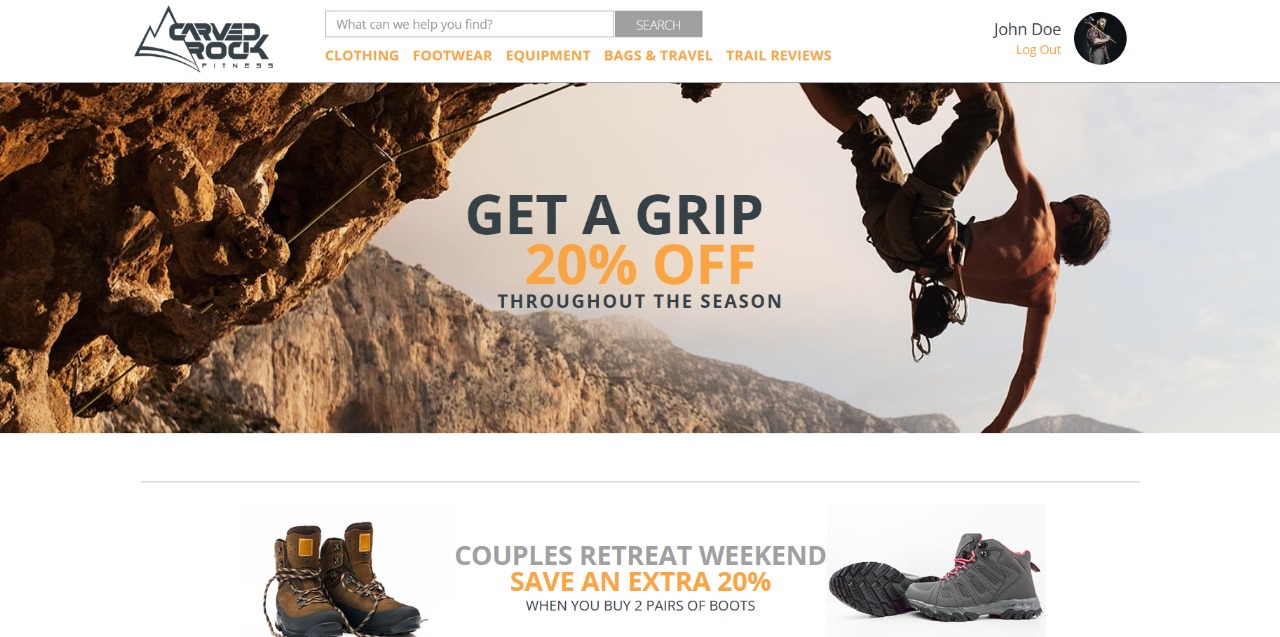 CARVED
ROCK
FITNESS
What can we help you find?
SEARCH
CLOTHING FOOTWEAR EQUIPMENT BAGS & TRAVEL TRAIL REVIEWS
John Doe
Log Out
GET A GRIP
20% OFF
THROUGHOUT THE SEASON
COUPLES RETREAT WEEKEND
SAVE AN EXTRA 20%
WHEN YOU BUY 2 PAIRS OF BOOTS